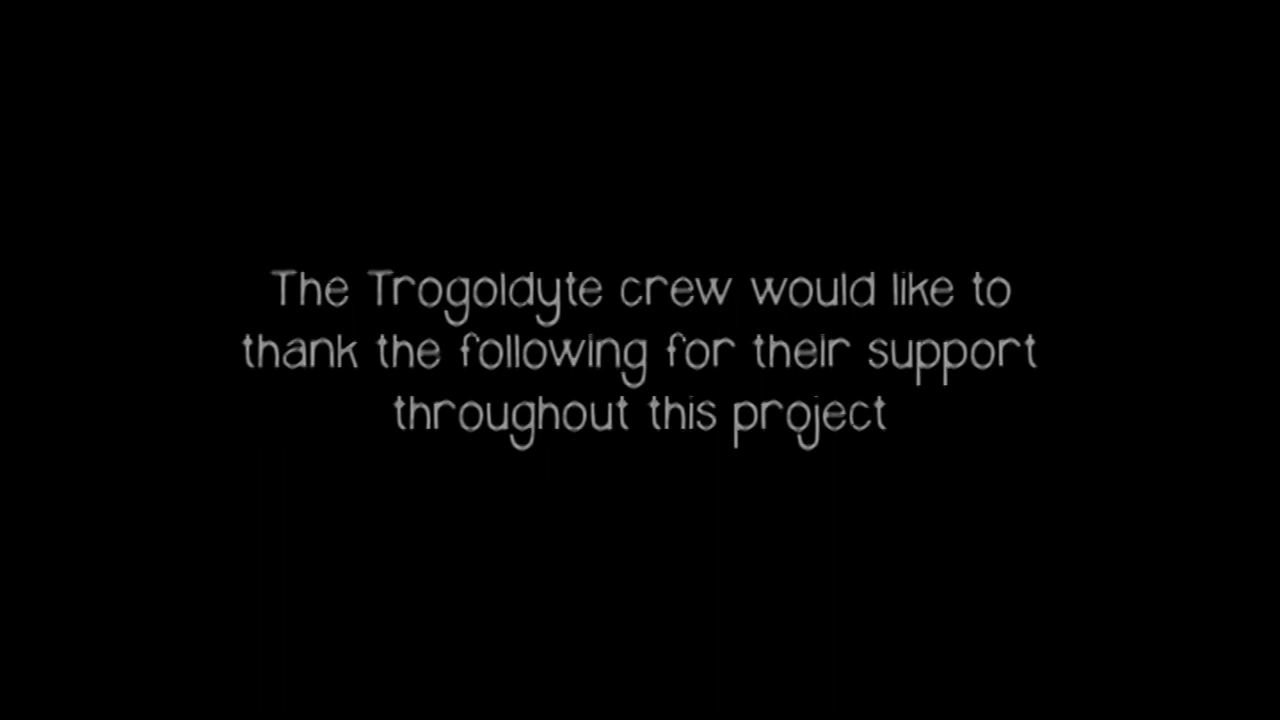 The Trogoldyte crew would like to
thank the following for their support
throughout this project